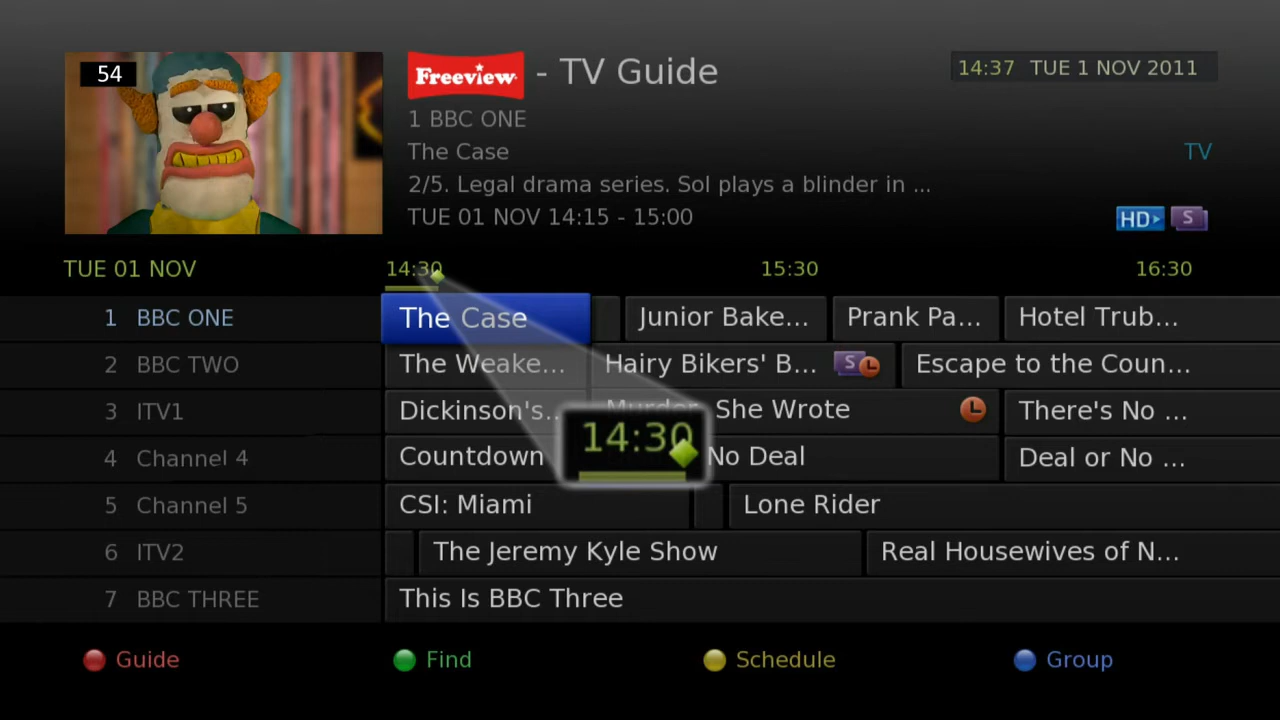 54
Freeview - TV Guide
14:37 TUE 1 NOV 2011
1 BBC ONE
The Case
TV
2/5. Legal drama series. Sol plays a blinder in ...
TUE 01 NOV 14:15 - 15:00
HD S
TUE 01 NOV 14:30 15:30 16:30
1 BBC ONE The Case Junior Bake... Prank Pa... Hotel Trub...
2 BBC TWO The Weake... Hairy Bikers' B... S Escape to the Coun...
3 ITV1 Dickinson's... Murder, She Wrote There's No ...
14:30
4 Channel 4 Countdown No Deal Deal or No ...
5 Channel 5 CSI: Miami Lone Rider
6 ITV2 The Jeremy Kyle Show Real Housewives of N...
7 BBC THREE This Is BBC Three
Guide Find Schedule Group